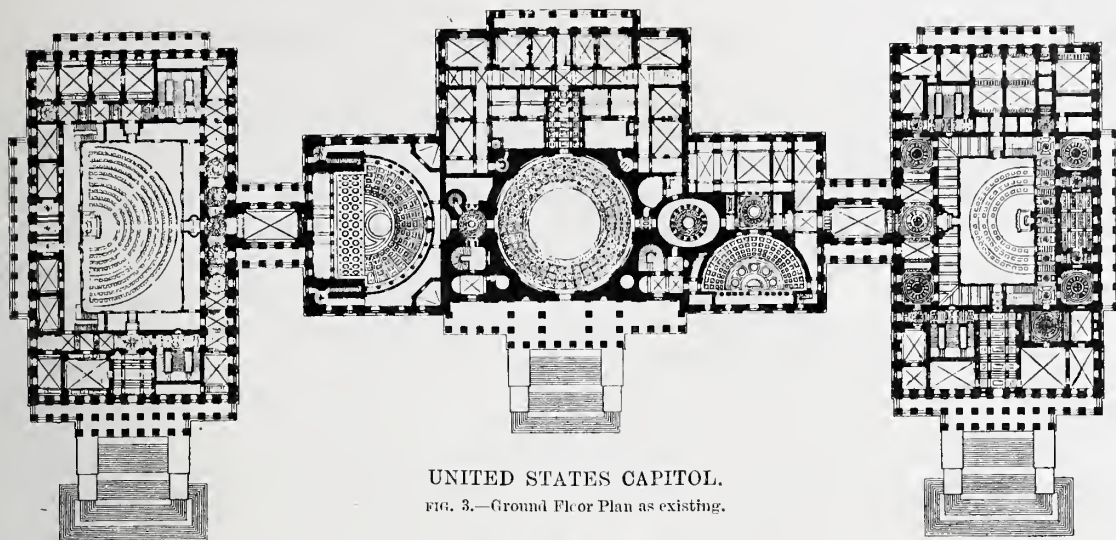 UNITED STATES CAPITOL.
FIG. 3.—Ground Floor Plan as existing.